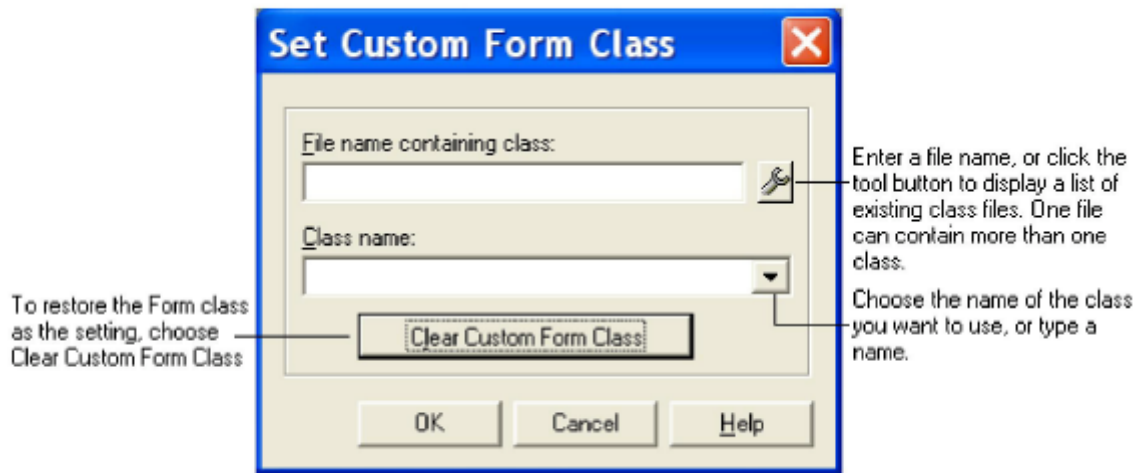 Set Custom Form Class
File name containing class:
Enter a file name, or click the
tool button to display a list of
existing class files. One file
can contain more than one
class.
Class name:
Choose the name of the class
you want to use, or type a
name.
To restore the Form class
as the setting, choose
Clear Custom Form Class
Clear Custom Form Class
OK
Cancel
Help